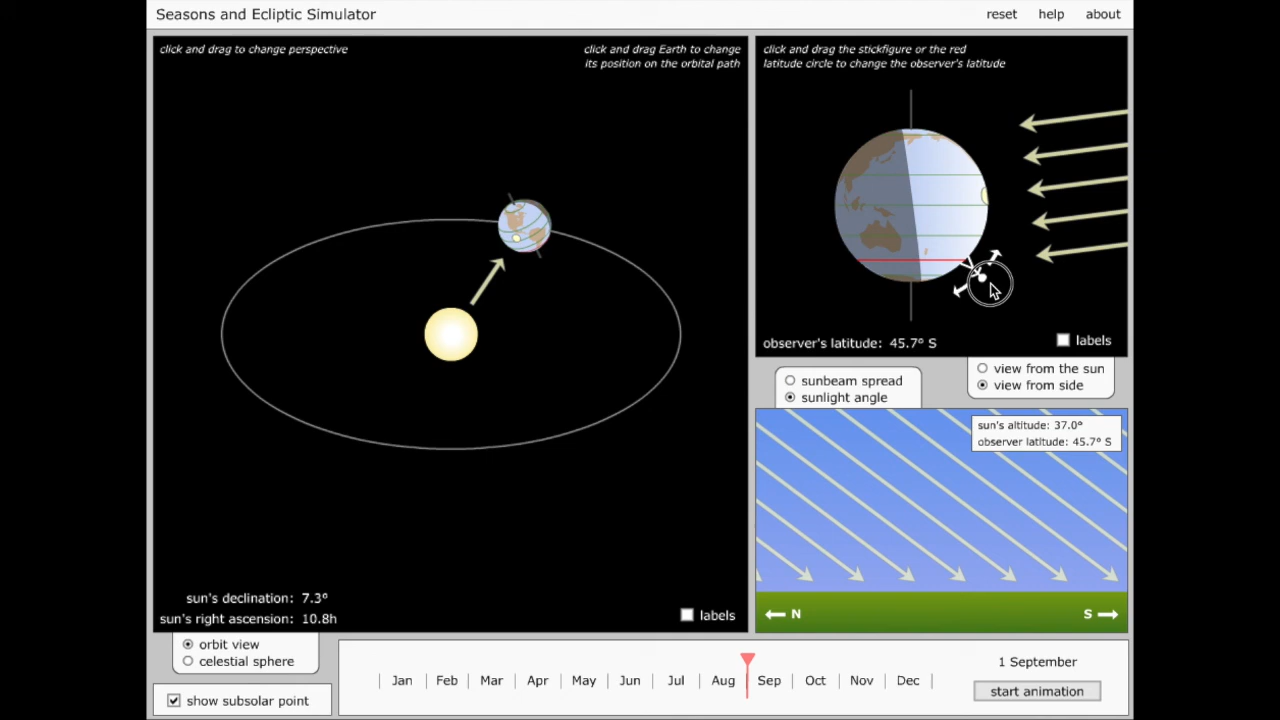 Seasons and Ecliptic Simulator
reset help about
click and drag to change perspective
click and drag Earth to change
its position on the orbital path
click and drag the stickfigure or the red
latitude circle to change the observer's latitude
observer's latitude: 45.7° S
labels
view from the sun
view from side
sunbeam spread
sunlight angle
sun's altitude: 37.0°
observer latitude: 45.7° S
N
S
sun's declination: 7.3°
sun's right ascension: 10.8h
labels
orbit view
celestial sphere
show subsolar point
Jan Feb Mar Apr May Jun Jul Aug Sep Oct Nov Dec
1 September
start animation